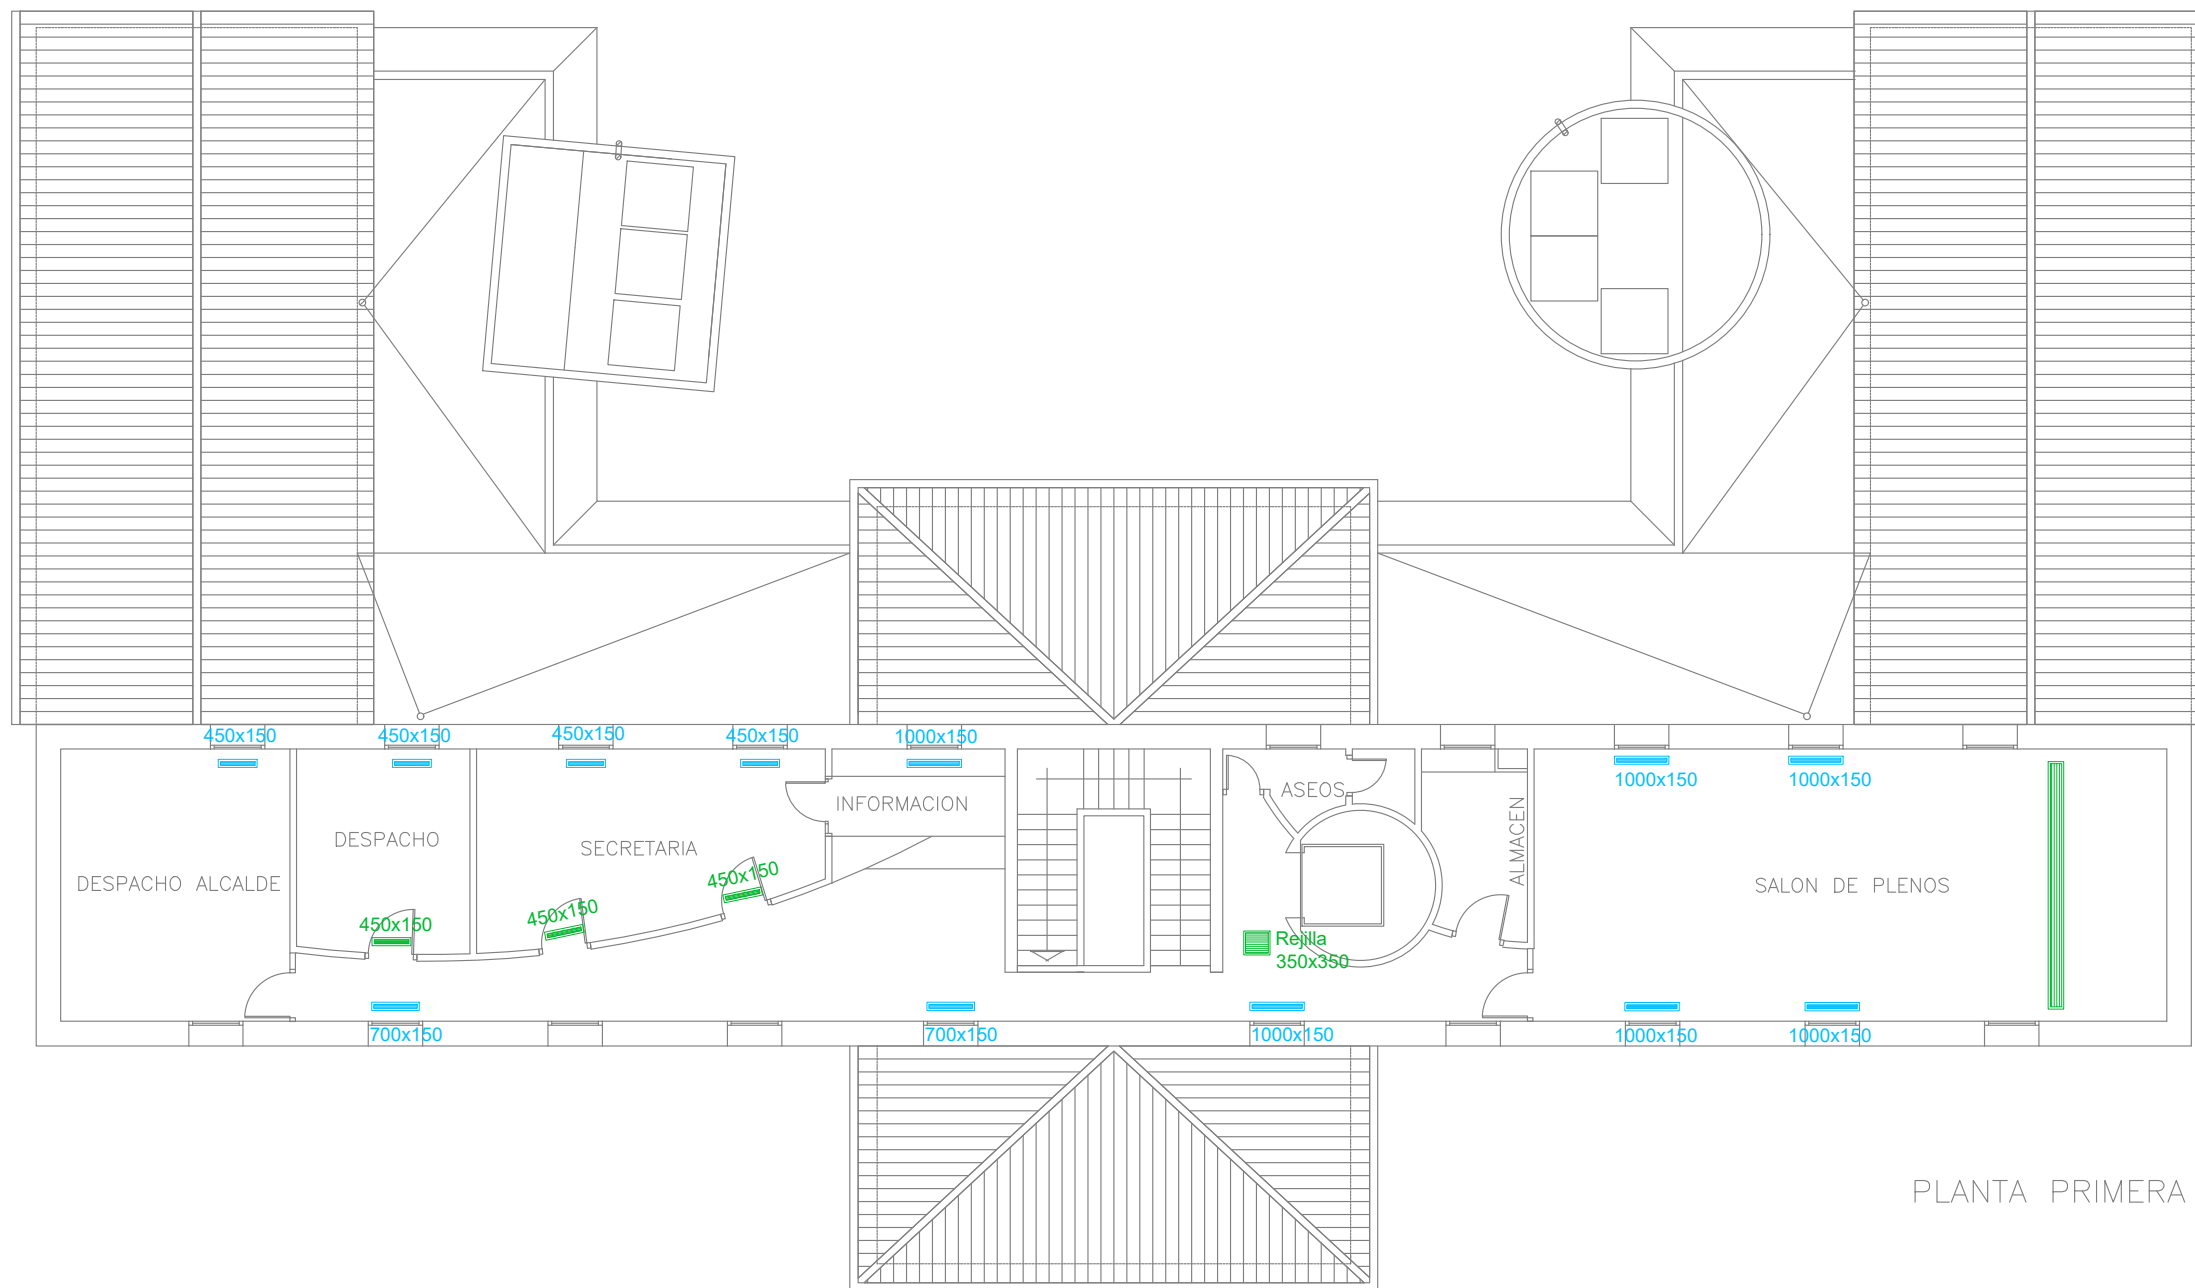 450x150
450x150
450x150
450x150
1000x150
1000x150
1000x150
ASEOS
INFORMACION
ALMACEN
DESPACHO
SECRETARIA
DESPACHO ALCALDE
450x150
SALON DE PLENOS
450x150
450x150
Rejilla
350x350
700x150
700x150
1000x150
1000x150
1000x150
PLANTA PRIMERA